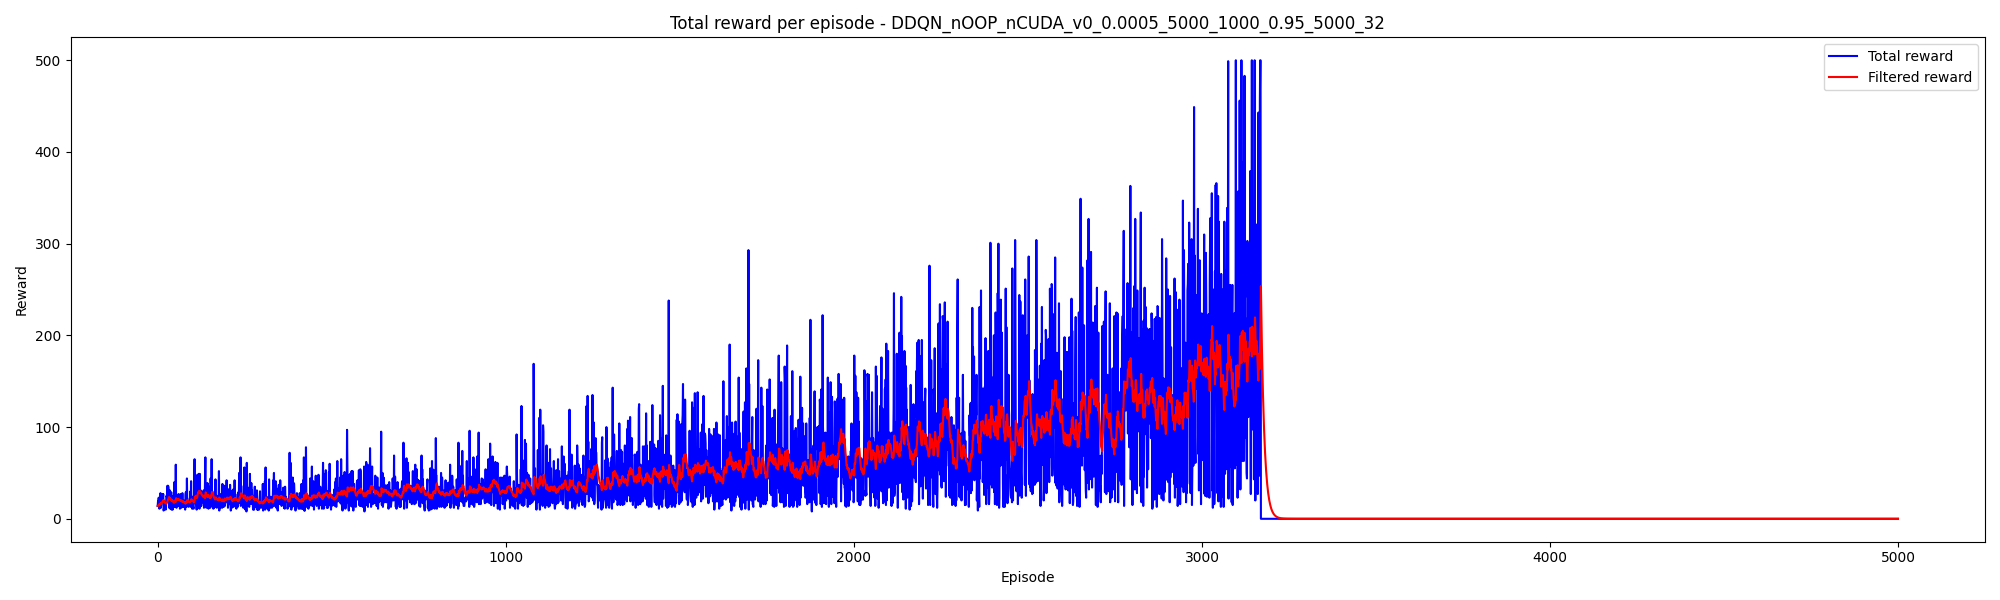 Total reward per episode - DDQN_nOOP_nCUDA_v0_0.0005_5000_1000_0.95_5000_32
Total reward
Filtered reward
500
400
300
200
100
0
Reward
0
1000
2000
3000
4000
5000
Episode